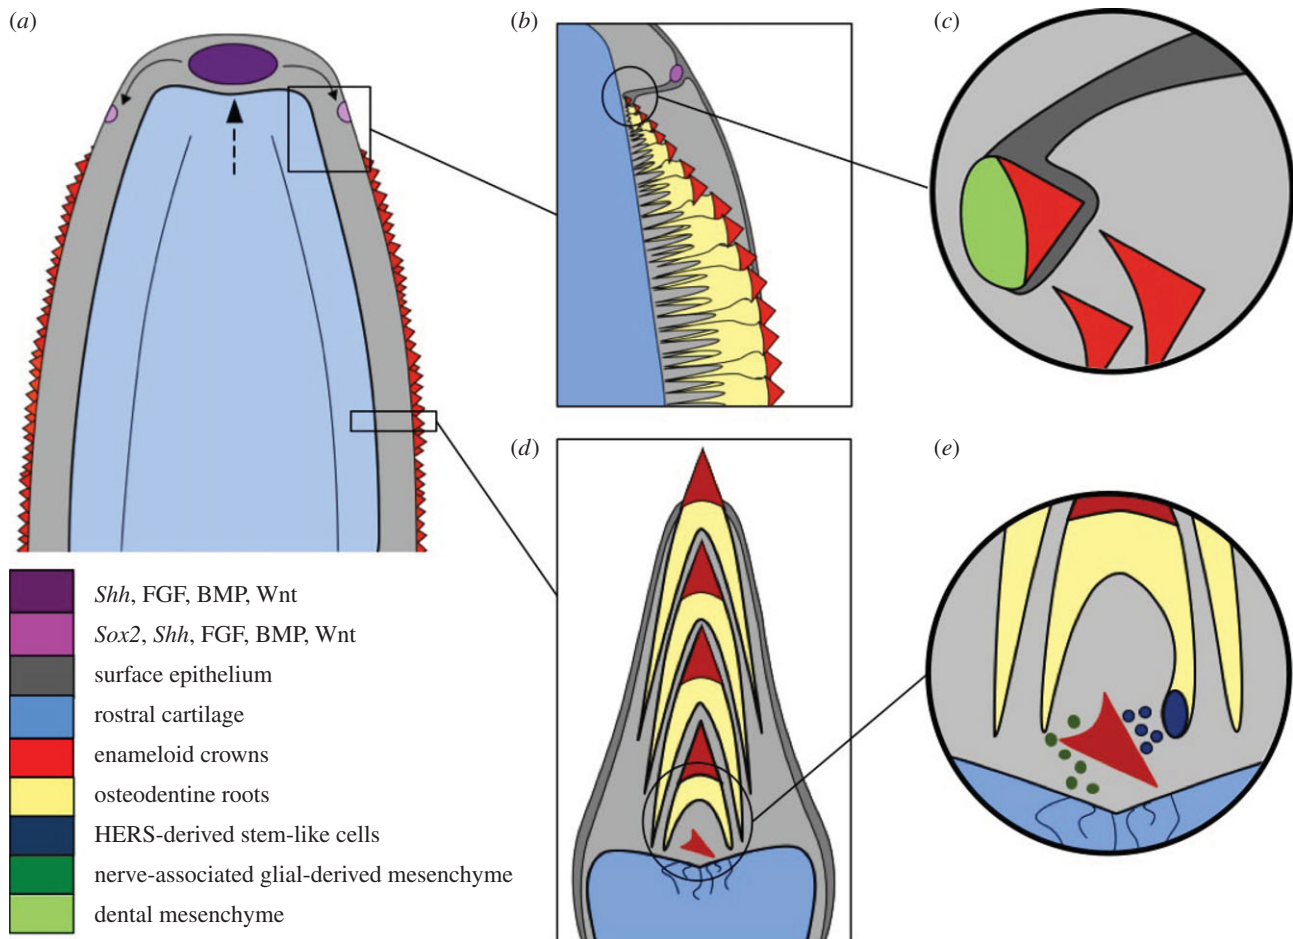 (a)
(b)
(c)
(d)
(e)
Shh, FGF, BMP, Wnt
Sox2, Shh, FGF, BMP, Wnt
surface epithelium
rostral cartilage
enameloid crowns
osteodentine roots
HERS-derived stem-like cells
nerve-associated glial-derived mesenchyme
dental mesenchyme